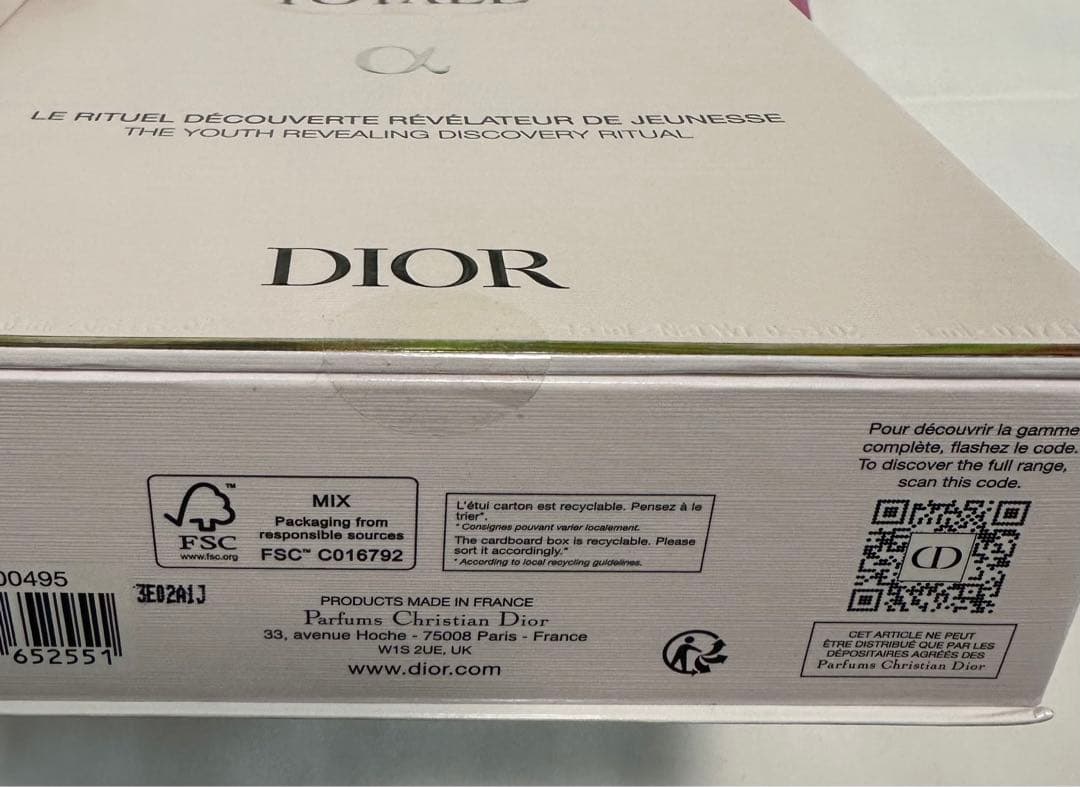 α
LE RITUEL DÉCOUVERTE RÉVÉLATEUR DE JEUNESSE
THE YOUTH REVEALING DISCOVERY RITUAL
DIOR
Pour découvrir la gamme
complète, flashez le code.
To discover the full range,
scan this code.
CD
FSC
www.fsc.org
TM
MIX
Packaging from
responsible sources
FSC™ C016792
L'étui carton est recyclable. Pensez à le
trier*.
* Consignes pouvant varier localement.
The cardboard box is recyclable. Please
sort it accordingly.*
* According to local recycling guidelines.
00495
652551
3E02A1J
PRODUCTS MADE IN FRANCE
Parfums Christian Dior
33, avenue Hoche - 75008 Paris - France
W1S 2UE, UK
www.dior.com
CET ARTICLE NE PEUT
ÊTRE DISTRIBUÉ QUE PAR LES
DÉPOSITAIRES AGRÉÉS DES
Parfums Christian Dior